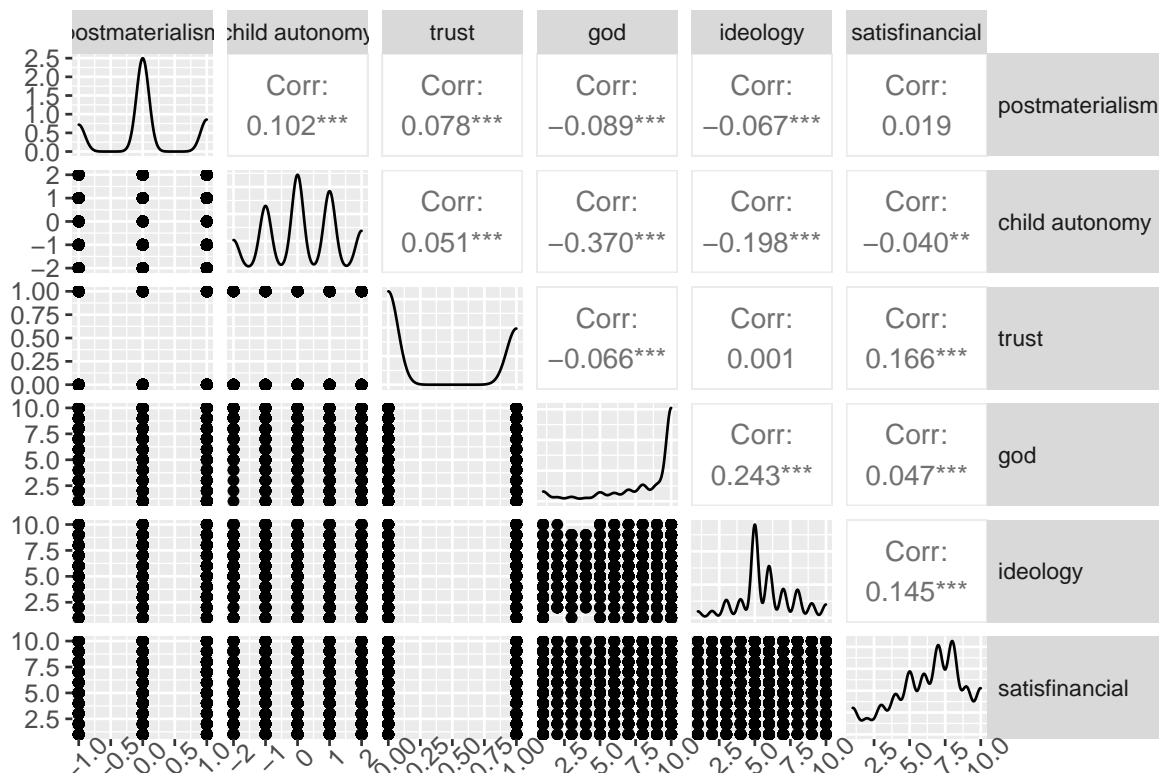 postmaterialism child autonomy trust god ideology satisfinancial
2.5
2.0
1.5
1.0
0.5
0.0
Corr: Corr: Corr: Corr: Corr:
0.102*** 0.078*** −0.089*** −0.067*** 0.019
postmaterialism
2
1
0
−1
−2
Corr: Corr: Corr: Corr:
0.051*** −0.370*** −0.198*** −0.040**
child autonomy
1.00
0.75
0.50
0.25
0.00
Corr: Corr: Corr:
−0.066*** 0.001 0.166***
trust
10.0
7.5
5.0
2.5
Corr: Corr:
0.243*** 0.047***
god
10.0
7.5
5.0
2.5
Corr:
0.145***
ideology
10.0
7.5
5.0
2.5
satisfinancial
−1.0 −0.5 0.0 0.5 1.0 −2 −1 0 1 2 0.00 0.25 0.50 0.75 1.00 2.5 5.0 7.5 10.0 2.5 5.0 7.5 10.0 2.5 5.0 7.5 10.0